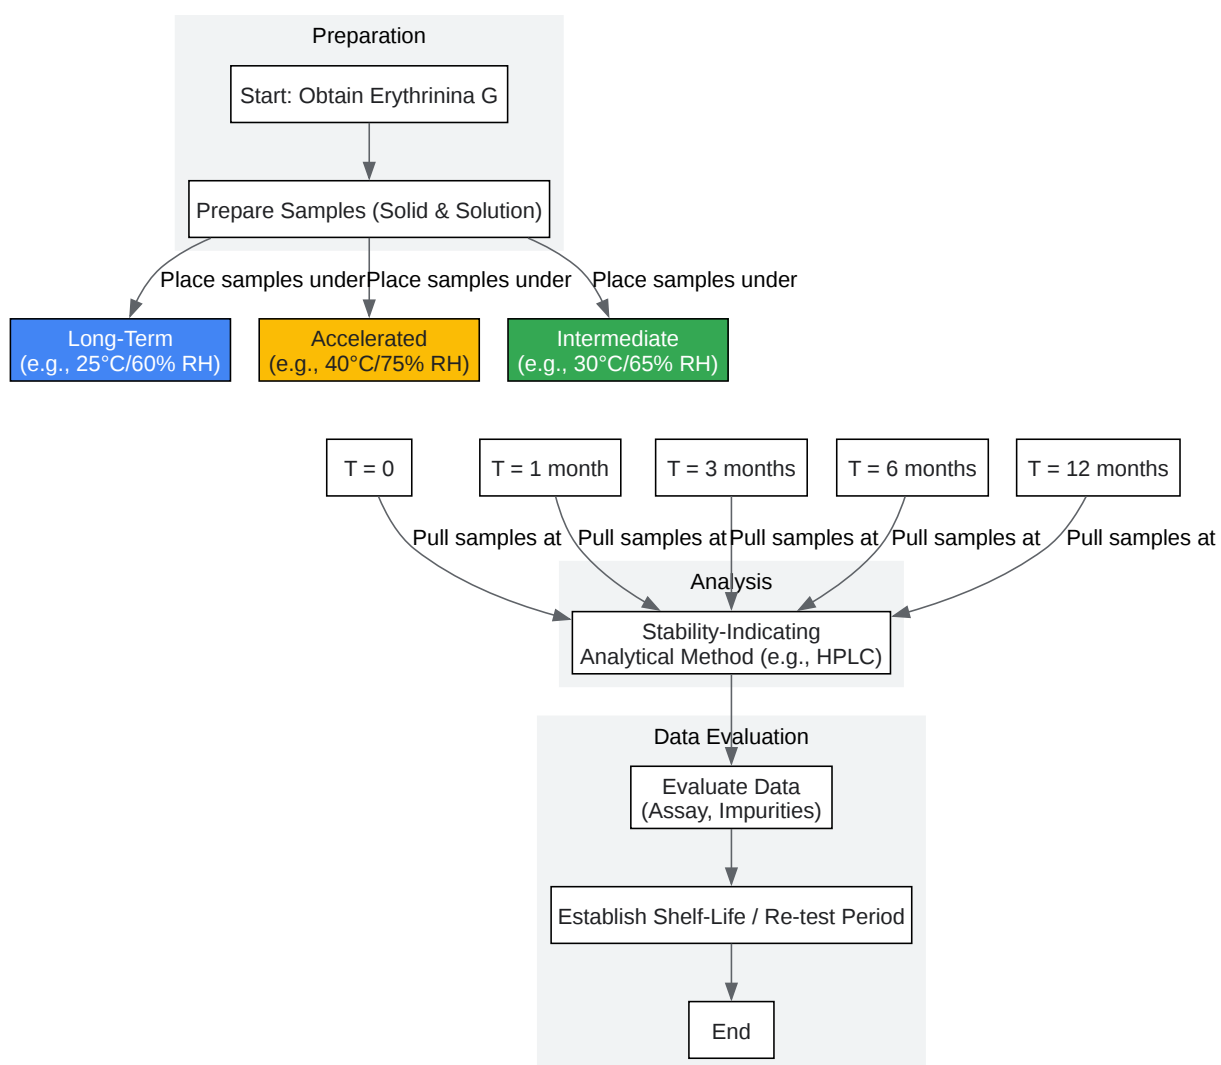 Preparation
Start: Obtain Erythrinina G
Prepare Samples (Solid & Solution)
Place samples under
Place samples under
Place samples under
Long-Term
(e.g., 25°C/60% RH)
Accelerated
(e.g., 40°C/75% RH)
Intermediate
(e.g., 30°C/65% RH)
T = 0
T = 1 month
T = 3 months
T = 6 months
T = 12 months
Pull samples at
Pull samples at
Pull samples at
Pull samples at
Pull samples at
Analysis
Stability-Indicating
Analytical Method (e.g., HPLC)
Data Evaluation
Evaluate Data
(Assay, Impurities)
Establish Shelf-Life / Re-test Period
End